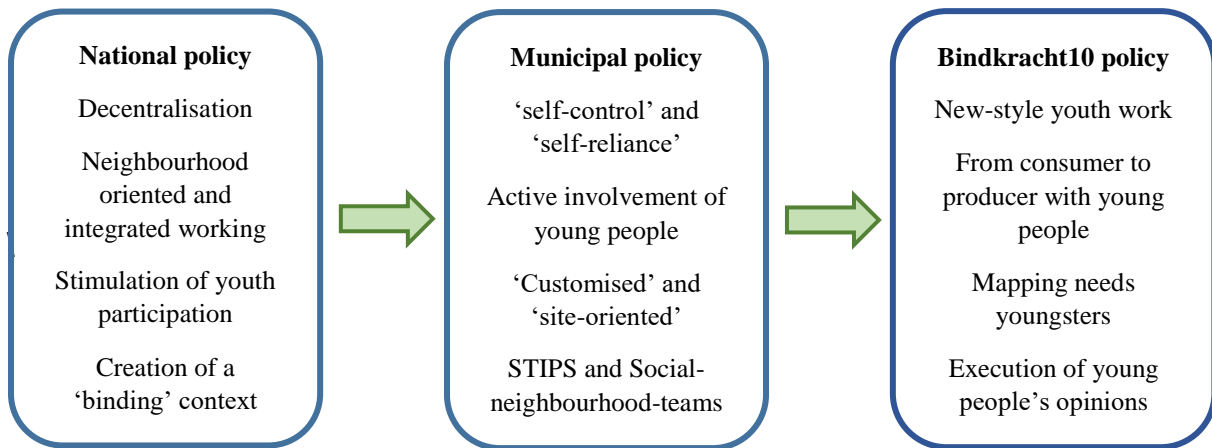 National policy
Decentralisation
Neighbourhood
oriented and
integrated working
Stimulation of youth
participation
Creation of a
‘binding’ context
Municipal policy
‘self-control’ and
‘self-reliance’
Active involvement of
young people
‘Customised’ and
‘site-oriented’
STIPS and Social-
neighbourhood-teams
Bindkracht10 policy
New-style youth work
From consumer to
producer with young
people
Mapping needs
youngsters
Execution of young
people’s opinions